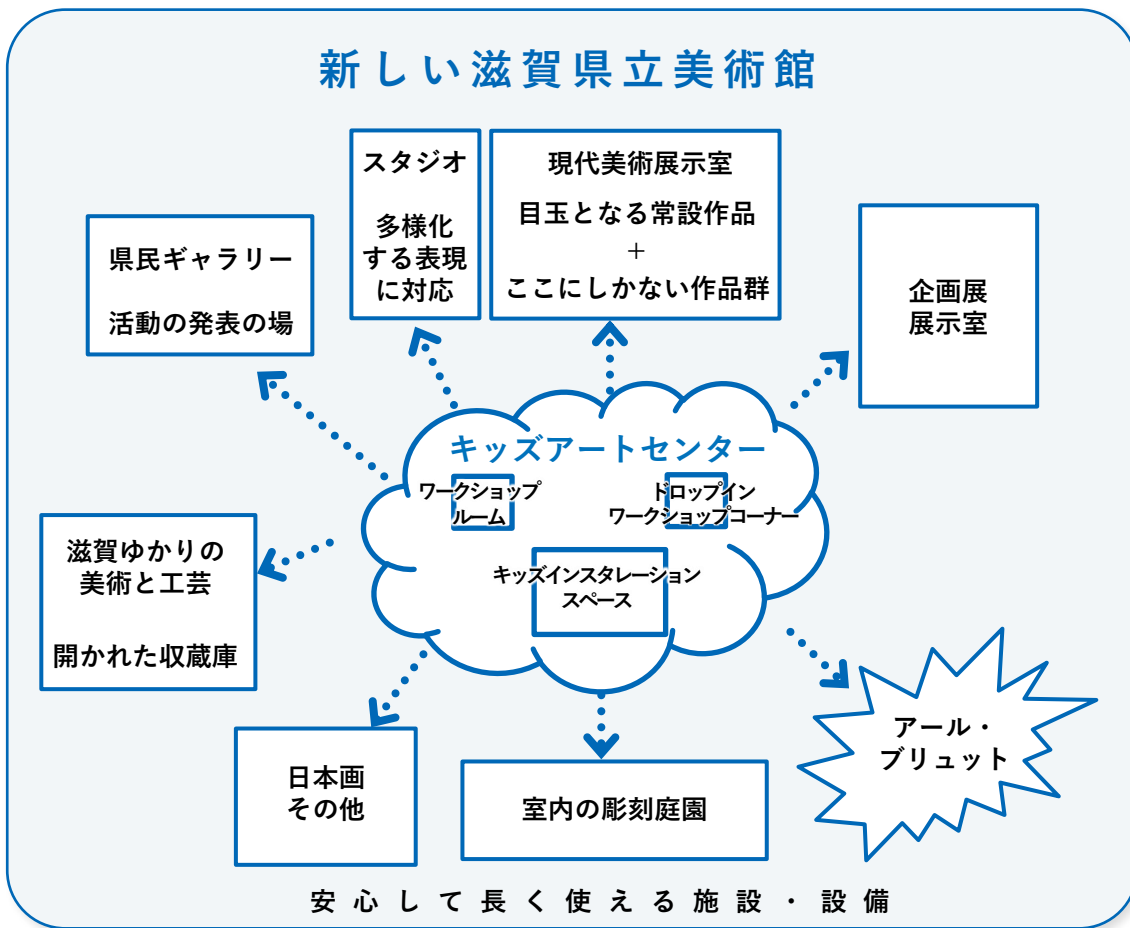 新しい滋賀県立美術館
スタジオ
多様化
する表現
に対応
現代美術展示室
目玉となる常設作品
+
ここにしかない作品群
県民ギャラリー
活動の発表の場
企画展
展示室
キッズアートセンター
ワークショップ
ルーム
ドロップイン
ワークショップコーナー
キッズインスタレーション
スペース
滋賀ゆかりの
美術と工芸
開かれた収蔵庫
日本画
その他
室内の彫刻庭園
アール・
ブリュット
安心して長く使える施設・設備